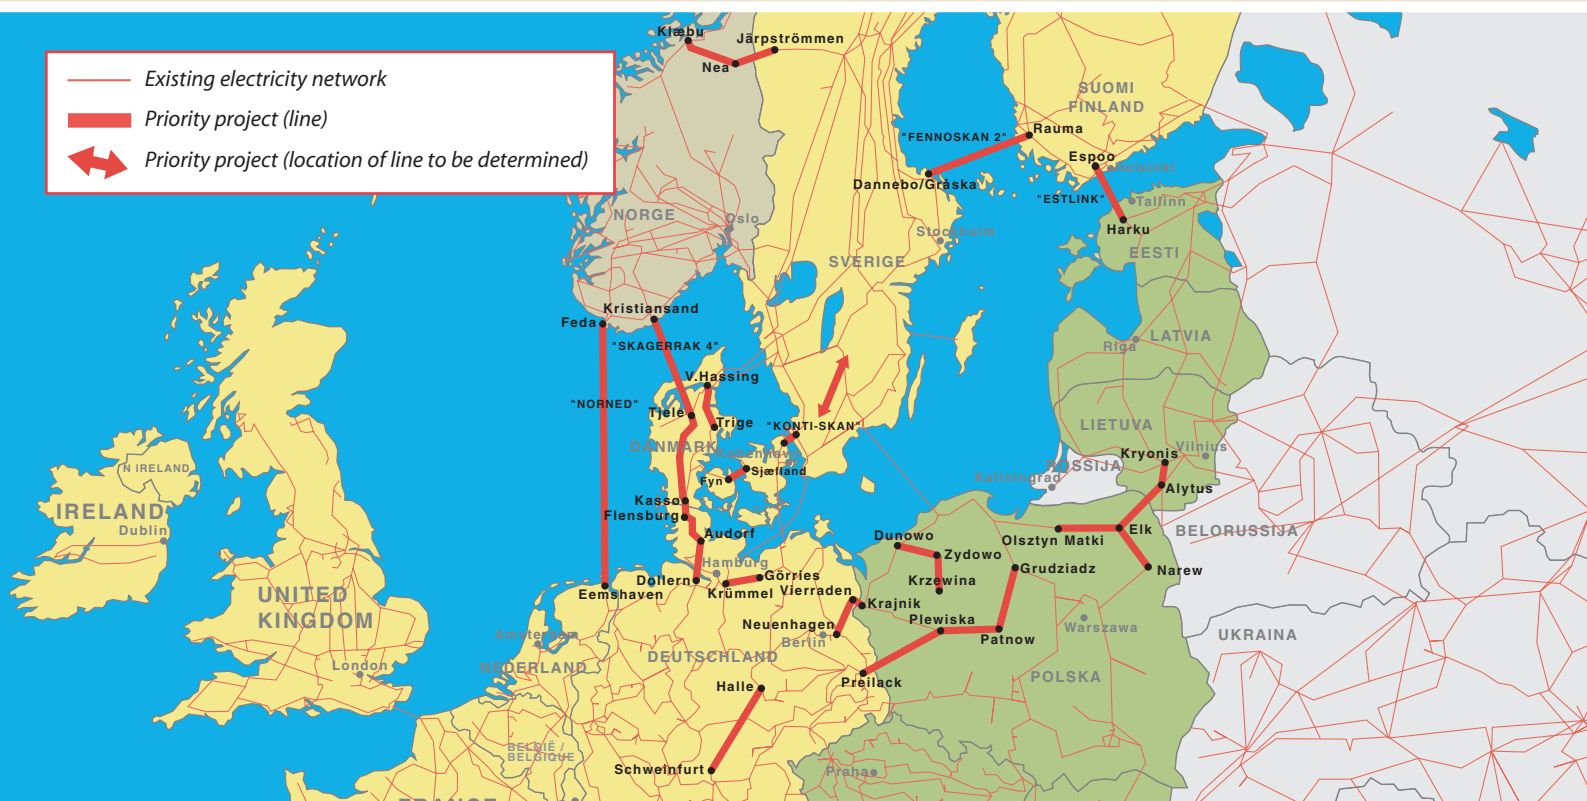 Existing electricity network
Priority project (line)
Priority project (location of line to be determined)
Klæbu
Järpströmmen
Nea
SUOMI
FINLAND
"FENNOSKAN 2"
Rauma
Espoo
Helsinki
Dannebo/Gråska
"ESTLINK"
Tallinn
NORGE
Oslo
Stockholm
Harku
SVERIGE
EESTI
Kristiansand
Feda
"SKAGERRAK 4"
LATVIA
Riga
V.Hassing
"NORNED"
Tjele
Trige
"KONTI-SKAN"
LIETUVA
DANMARK
København
Vilnius
Kryonis
N IRELAND
Sjælland
ROSSIJA
Fyn
Kaliningrad
Alytus
Kassø
IRELAND
Flensburg
Dublin
Audorf
Dunowo
Olsztyn Matki
Elk
BELORUSSIJA
Zydowo
Hamburg
Grudziadz
Narew
Dollern
Görries
Krzewina
UNITED
KINGDOM
Eemshaven
Krümmel
Vierraden
Krajnik
Plewiska
Neuenhagen
Warszawa
Amsterdam
Berlin
Patnow
UKRAINA
DEUTSCHLAND
London
NEDERLAND
Preilack
POLSKA
Halle
BELGIË /
BELGIQUE
Schweinfurt
Praha
FRANCE